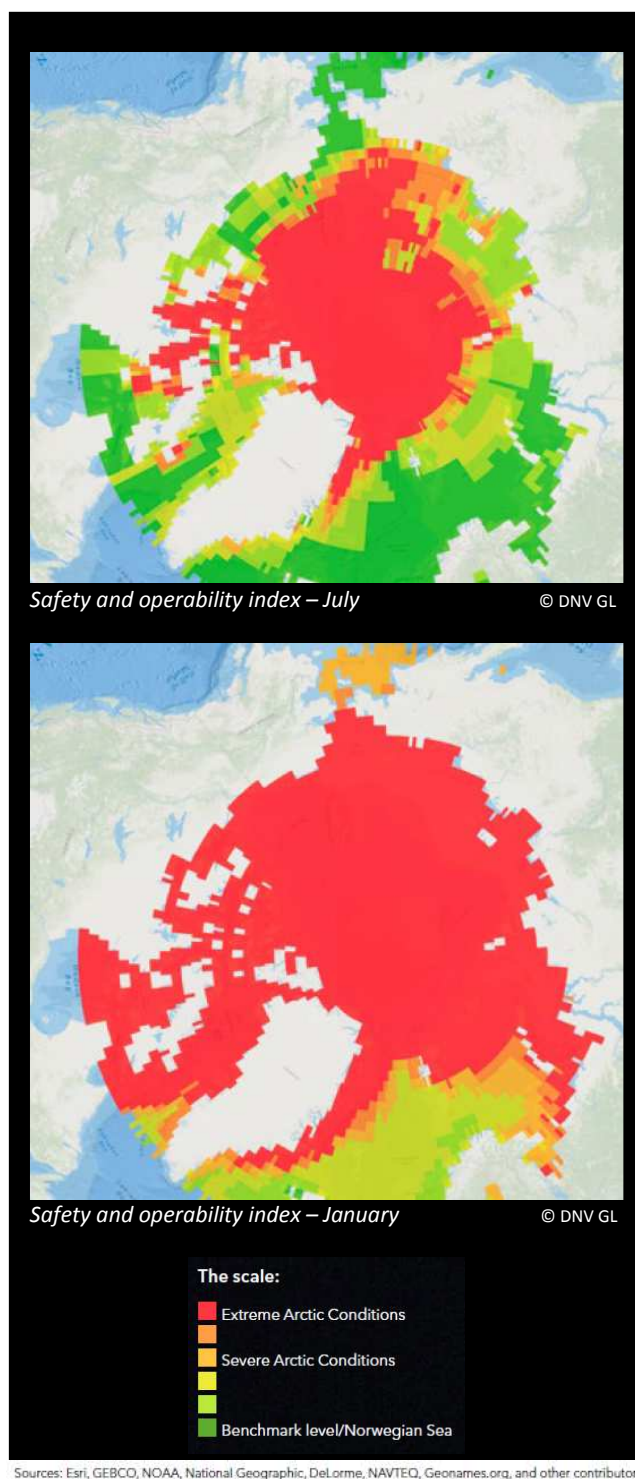 Safety and operability index – July © DNV GL
Safety and operability index – January © DNV GL
The scale:
Extreme Arctic Conditions
Severe Arctic Conditions
Benchmark level/Norwegian Sea
Sources: Esri, GEBCO, NOAA, National Geographic, DeLorme, NAVTEQ, Geonames.org, and other contributo